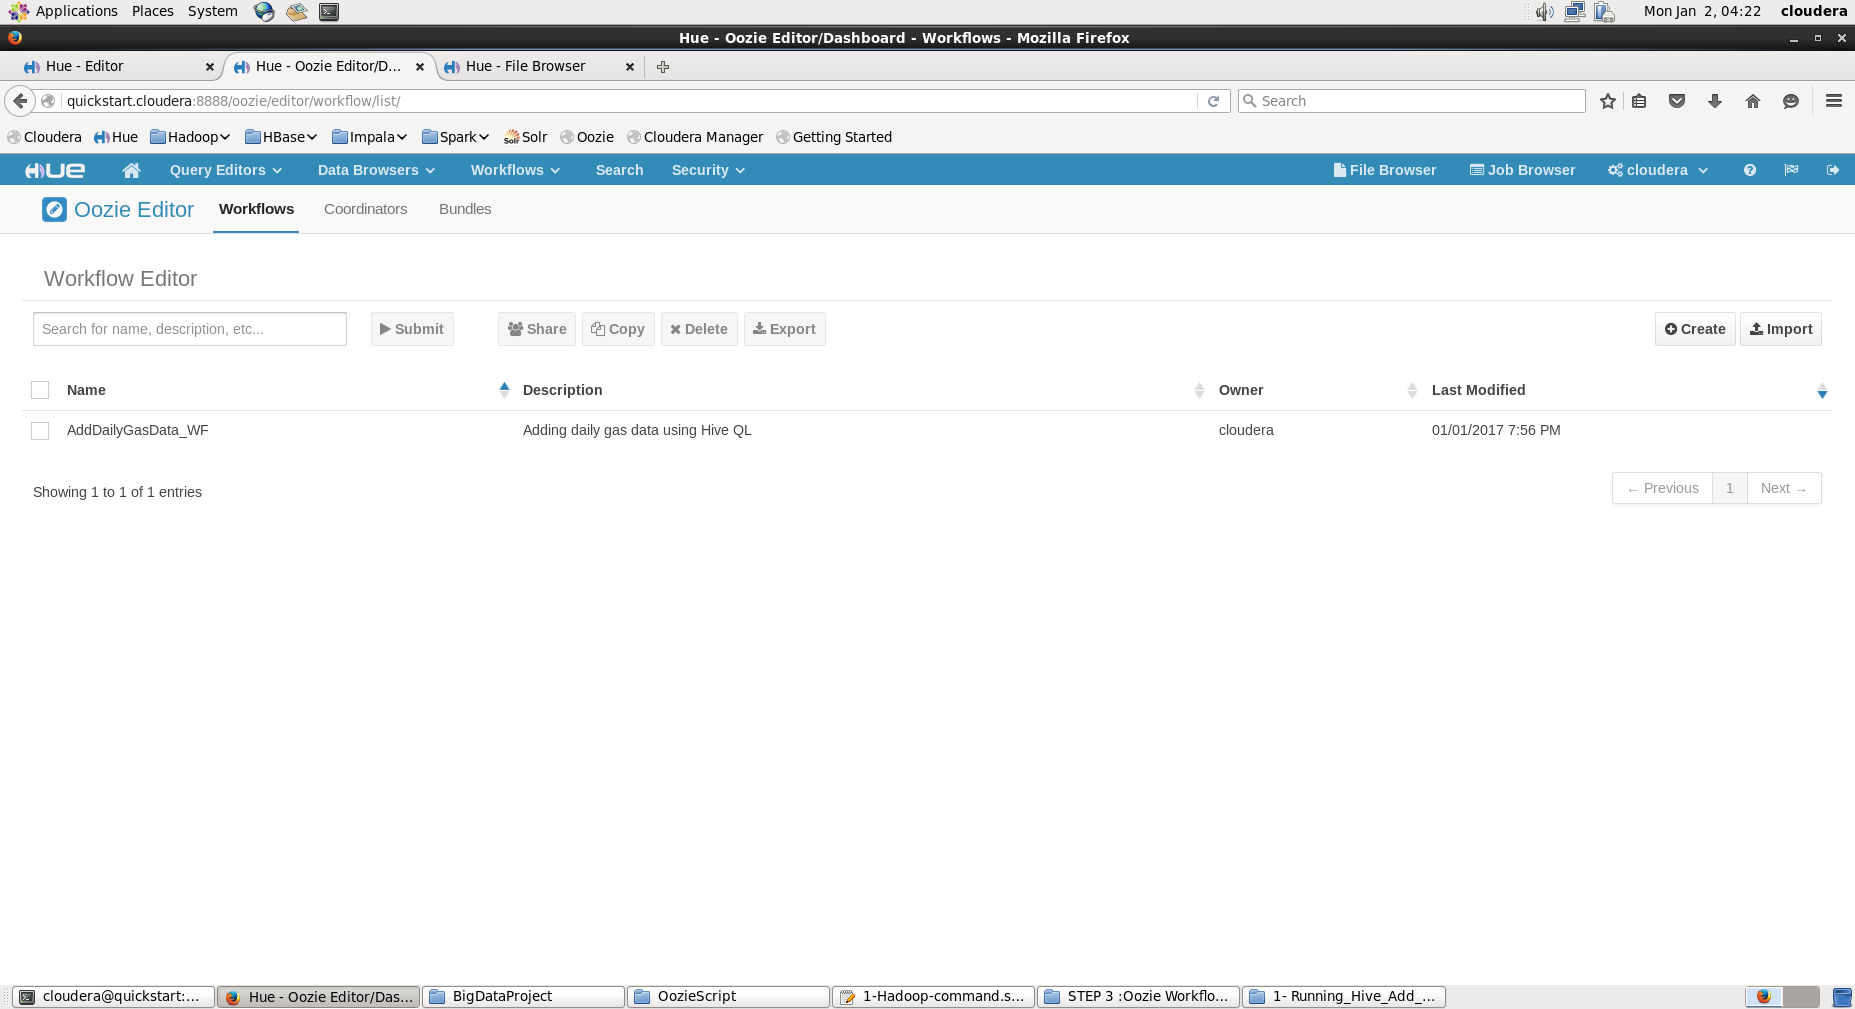 Applications Places System Mon Jan 2, 04:22 cloudera
Hue - Oozie Editor/Dashboard - Workflows - Mozilla Firefox
Hue - Editor Hue - Oozie Editor/D... Hue - File Browser
quickstart.cloudera:8888/oozie/editor/workflow/list/ Search
Cloudera Hue Hadoop HBase Impala Spark Solr Solr Oozie Cloudera Manager Getting Started
HUE Query Editors Data Browsers Workflows Search Security File Browser Job Browser cloudera
Oozie Editor Workflows Coordinators Bundles
Workflow Editor
Search for name, description, etc... Submit Share Copy Delete Export Create Import
Name Description Owner Last Modified
AddDailyGasData_WF Adding daily gas data using Hive QL cloudera 01/01/2017 7:56 PM
Showing 1 to 1 of 1 entries ← Previous 1 Next →
cloudera@quickstart:... Hue - Oozie Editor/Das... BigDataProject OozieScript 1-Hadoop-command.s... STEP 3 :Oozie Workflo... 1- Running_Hive_Add_...